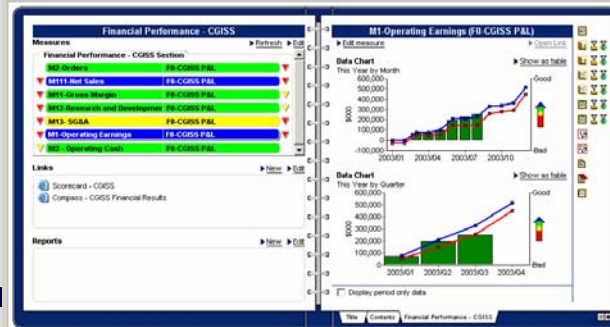 Financial Performance - CGISS
Measures
Refresh
Edit
Financial Performance - CGISS Section
M2-Orders F0-CGISS P&L
M111-Net Sales F0-CGISS P&L
M11-Gross Margin F0-CGISS P&L
M12-Research and Developmen F0-CGISS P&L
M13- SG&A F0-CGISS P&L
M1-Operating Earnings F0-CGISS P&L
M3 - Operating Cash F0-CGISS P&L
Links
New
Edit
Scorecard - CGISS
Compass - CGISS Financial Results
Reports
New
Edit
M1-Operating Earnings (F0-CGISS P&L)
Edit measure
Open Link
Data Chart
Show as table
This Year by Month
600,000
500,000
400,000
300,000
200,000
100,000
0
-100,000
$000
2003/01 2003/04 2003/07 2003/10
Good
Bad
Data Chart
Show as table
This Year by Quarter
600,000
500,000
400,000
300,000
200,000
100,000
0
$000
2003/Q1 2003/Q2 2003/Q3 2003/Q4
Good
Bad
Display period only data
Title Contents Financial Performance - CGISS